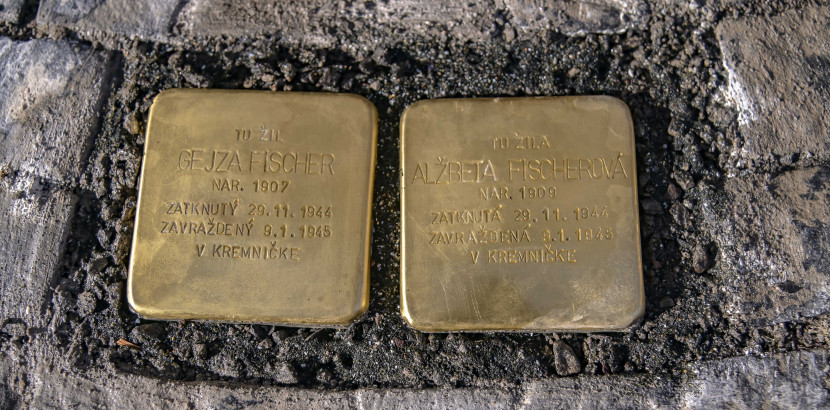 TU ŽIL
GEJZA FISCHER
NAR. 1907
ZATKNUTÝ 29.11.1944
ZAVRAŽDENÝ 9.1.1945
V KREMNIČKE
TU ŽILA
ALŽBETA FISCHEROVÁ
NAR. 1909
ZATKNUTÁ 29.11.1944
ZAVRAŽDENÁ 9.1.1945
V KREMNIČKE